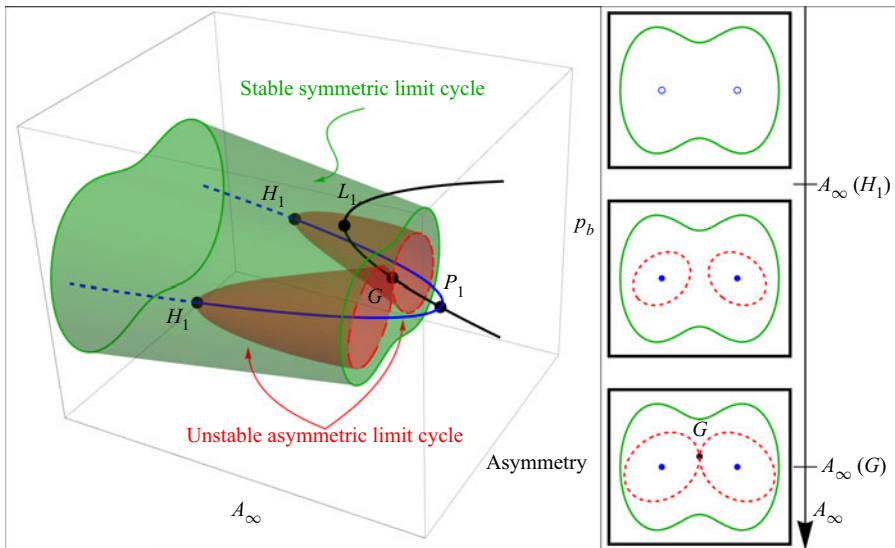 Stable symmetric limit cycle
H1
L1
pb
P1
G
H1
Unstable asymmetric limit cycle
Asymmetry
A∞
A∞ (H1)
G
A∞ (G)
A∞